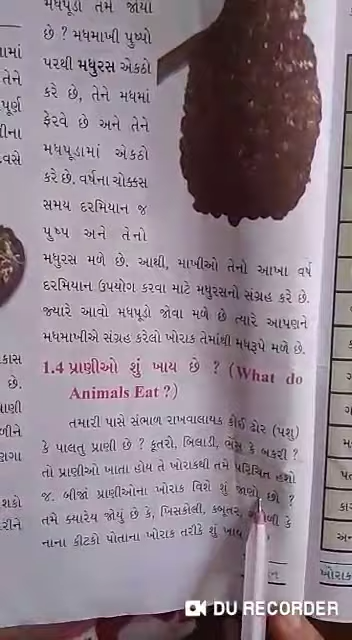 મધપૂડો તમે જોયો
છે ? મધમાખી પુષ્પો
પરથી મધુરસ એકઠો
કરે છે, તેને મધમાં
ફેરવે છે અને તેને
મધપૂડામાં એકઠો
કરે છે. વર્ષના ચોક્કસ
સમય દરમિયાન જ
પુષ્પ અને તેનો
મધુરસ મળે છે. આથી, માખીઓ તેનો આખા વર્ષ
દરમિયાન ઉપયોગ કરવા માટે મધુરસનો સંગ્રહ કરે છે.
જ્યારે આવો મધપૂડો જોવા મળે છે ત્યારે આપણને
મધમાખીએ સંગ્રહ કરેલો ખોરાક તેમાંથી મધરૂપે મળે છે.
1.4 પ્રાણીઓ શું ખાય છે ? (What do
Animals Eat ?)
તમારી પાસે સંભાળ રાખવાલાયક કોઈ ઢોર (પશુ)
કે પાલતુ પ્રાણી છે ? કૂતરો, બિલાડી, ભેંસ કે બકરી ?
તો પ્રાણીઓ ખાતા હોય તે ખોરાકથી તમે પરિચિત હશો
જ. બીજાં પ્રાણીઓના ખોરાક વિશે શું જાણો છો ?
તમે ક્યારેય જોયું છે કે, ખિસકોલી, કબૂતર, કે
નાના કીટકો પોતાના ખોરાક તરીકે શું ખાય
DU RECORDER